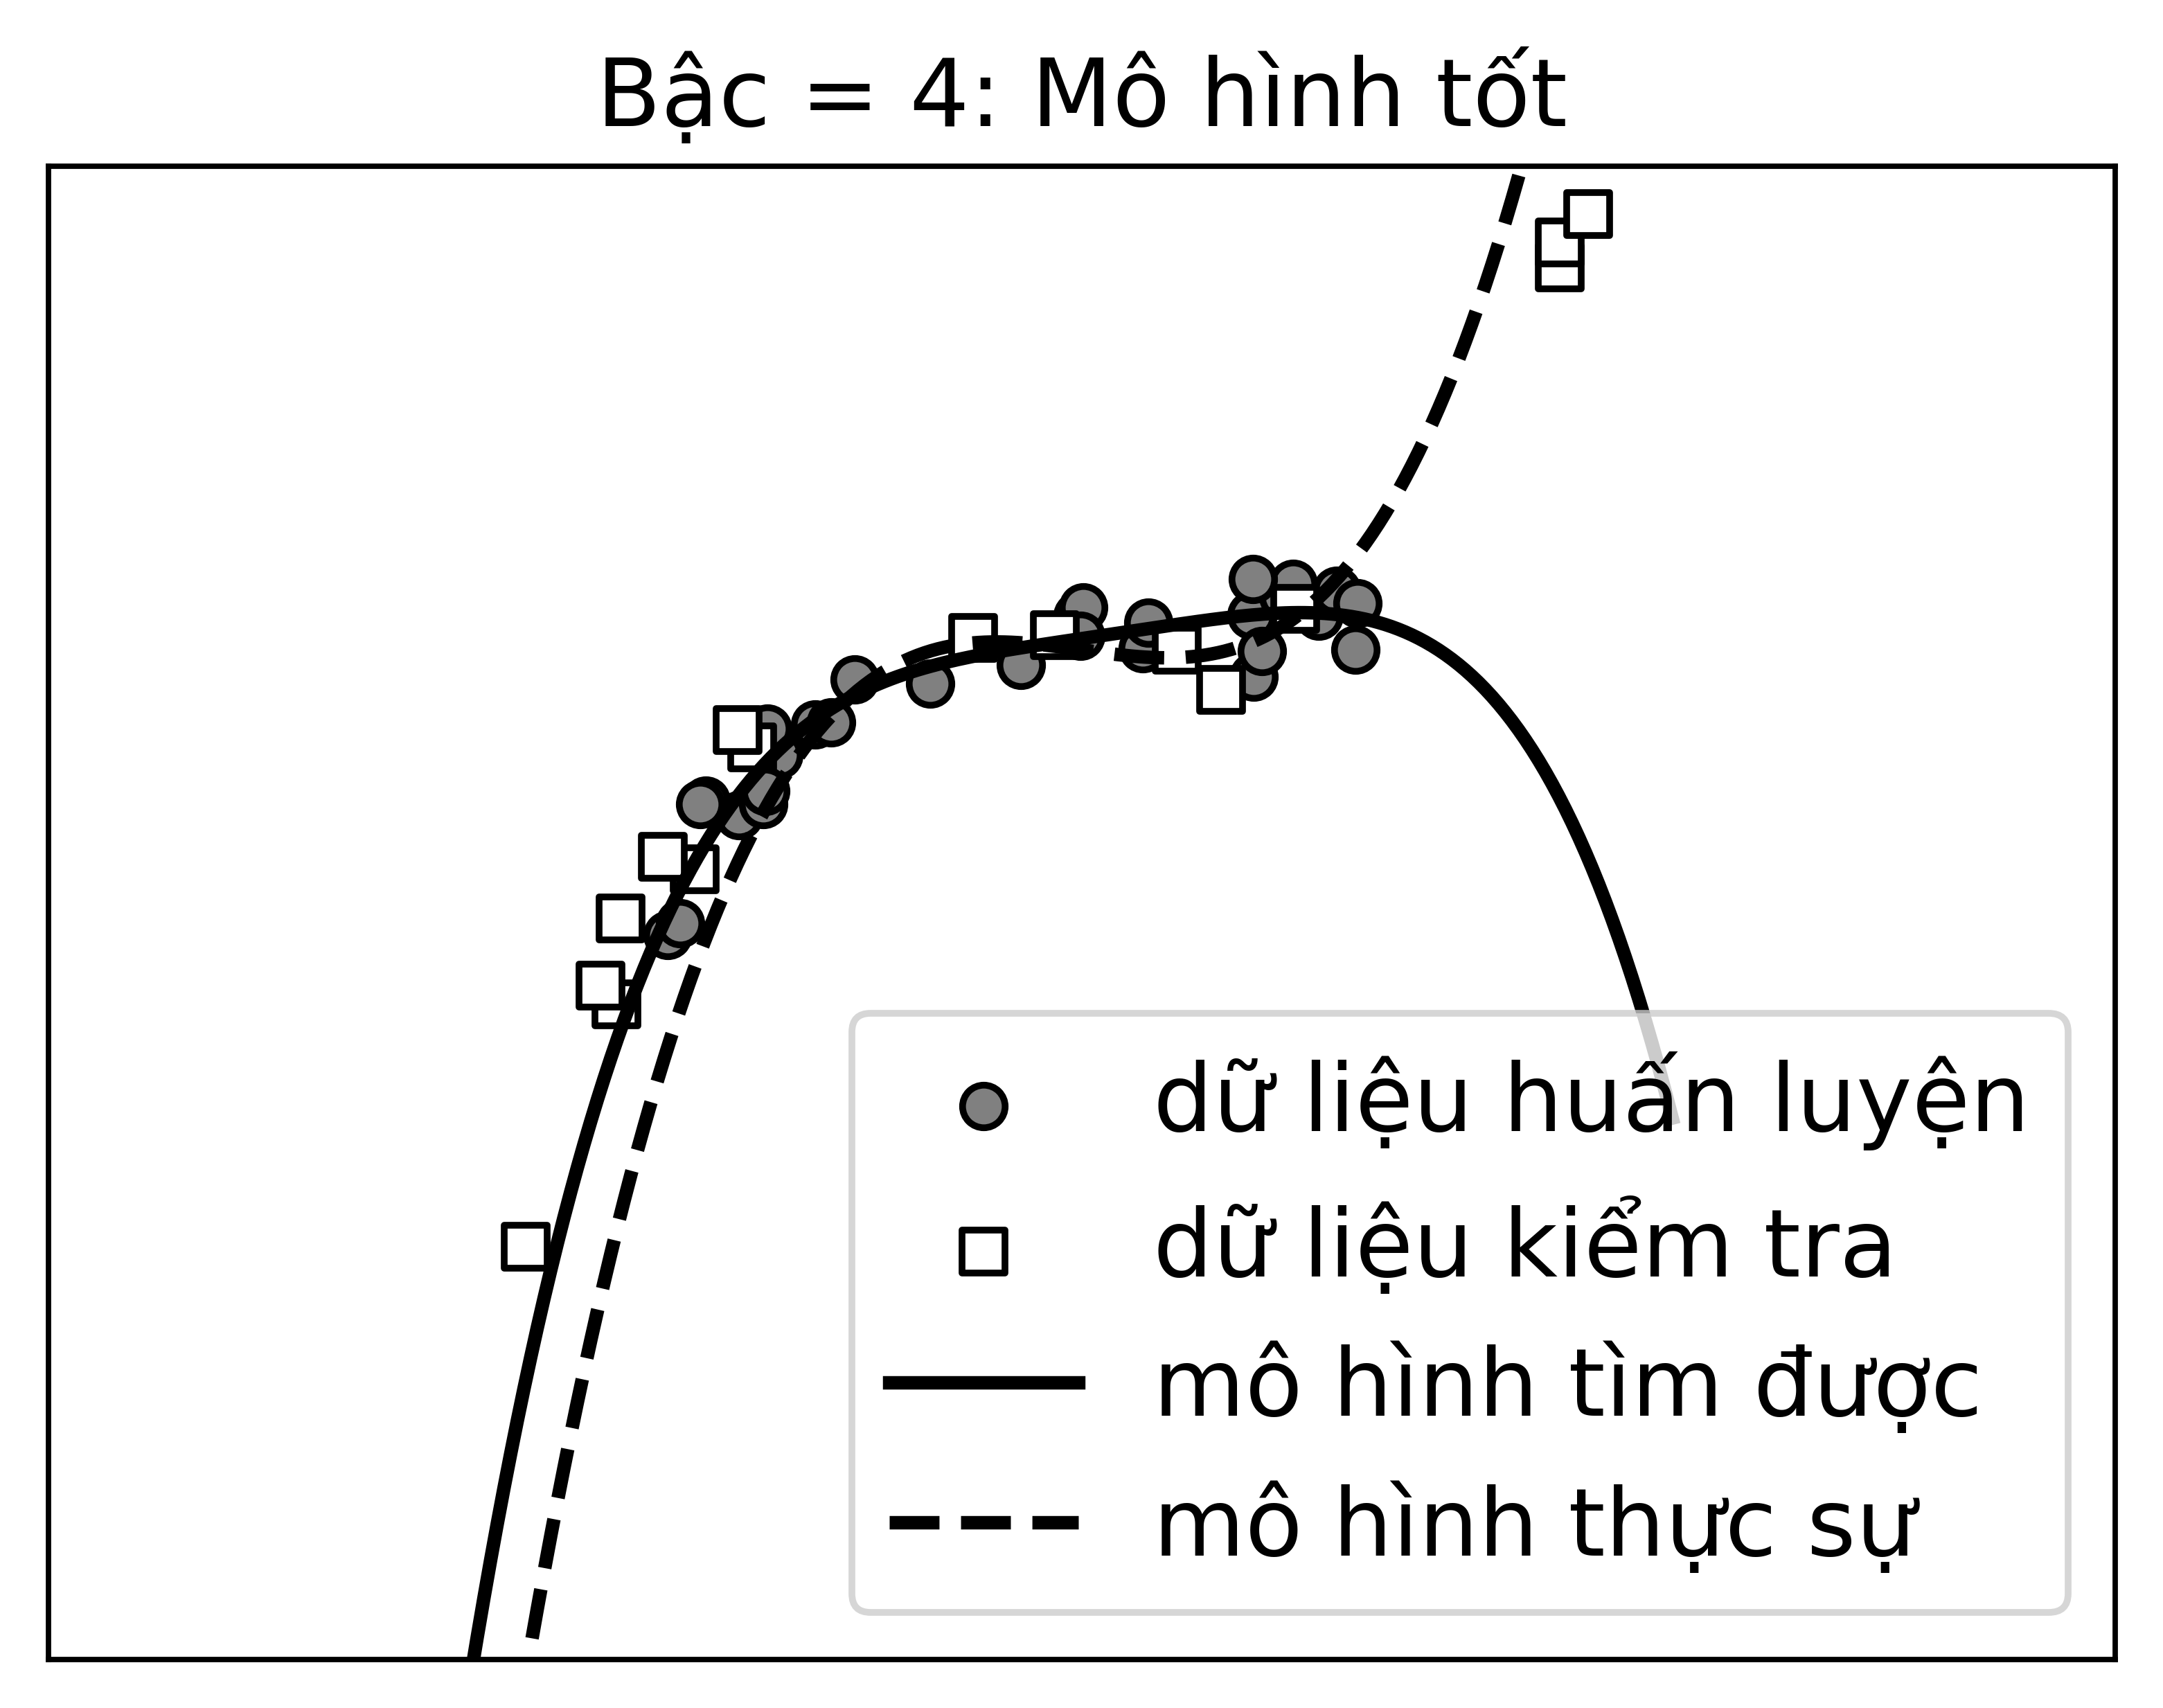 Bậc = 4: Mô hình tốt
dữ liệu huấn luyện
dữ liệu kiểm tra
mô hình tìm được
mô hình thực sự